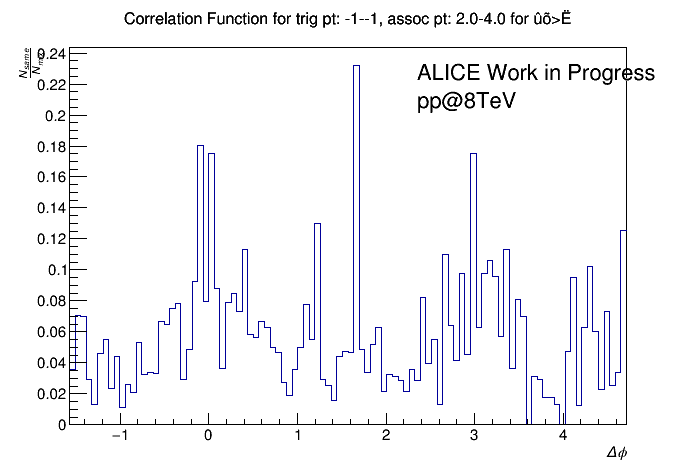 Correlation Function for trig pt: -1--1, assoc pt: 2.0-4.0 for ûõ>Ë
ALICE Work in Progress
pp@8TeV
N same
0.24
0.22
0.2
0.18
0.16
0.14
0.12
0.1
0.08
0.06
0.04
0.02
0
−1 0 1 2 3 4
Δϕ